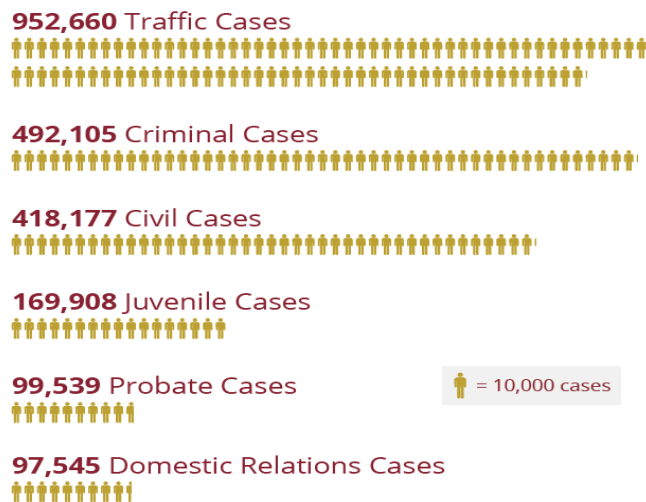 952,660 Traffic Cases
492,105 Criminal Cases
418,177 Civil Cases
169,908 Juvenile Cases
99,539 Probate Cases
= 10,000 cases
97,545 Domestic Relations Cases